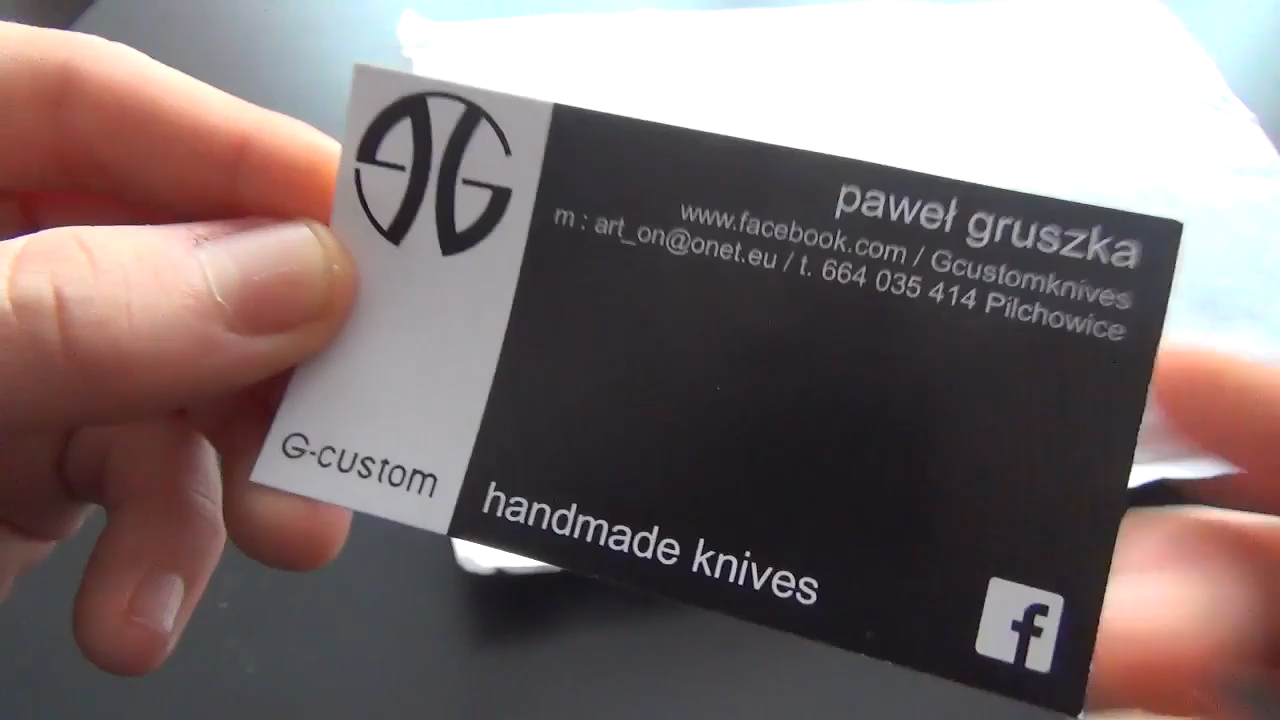 paweł gruszka
www.facebook.com / Gcustomknives
m : art_on@onet.eu / t. 664 035 414 Pilchowice
G-custom
handmade knives